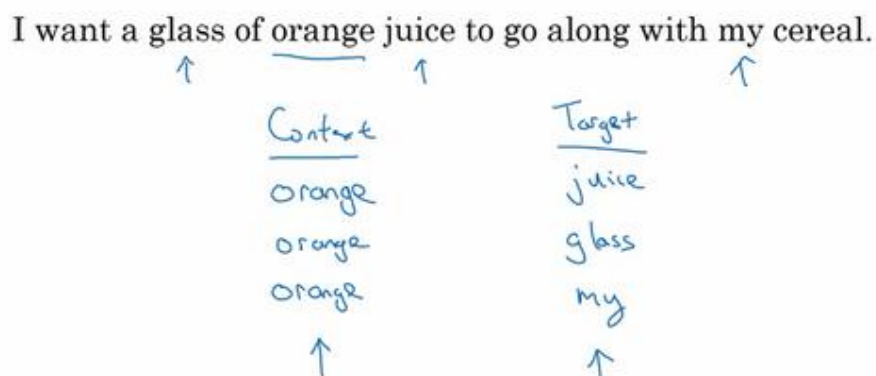 I want a glass of orange juice to go along with my cereal.
Context Target
orange juice
orange glass
orange my